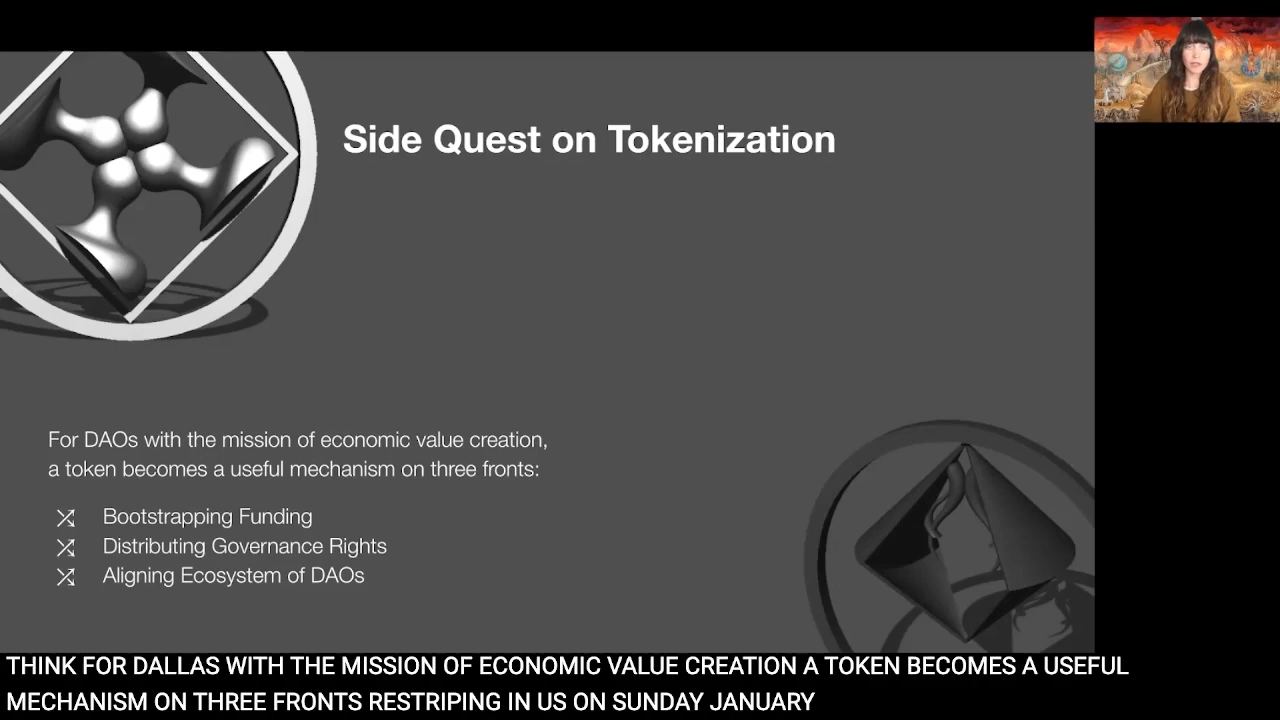 Side Quest on Tokenization
For DAOs with the mission of economic value creation,
a token becomes a useful mechanism on three fronts:
Bootstrapping Funding
Distributing Governance Rights
Aligning Ecosystem of DAOs
THINK FOR DALLAS WITH THE MISSION OF ECONOMIC VALUE CREATION A TOKEN BECOMES A USEFUL
MECHANISM ON THREE FRONTS RESTRIPING IN US ON SUNDAY JANUARY